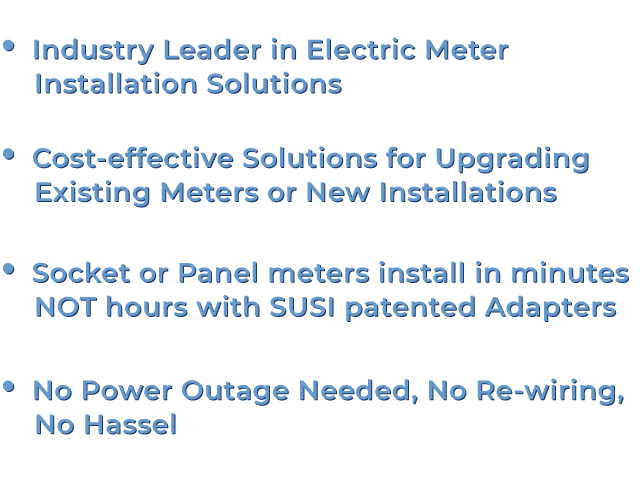 • Industry Leader in Electric Meter
Installation Solutions
• Cost-effective Solutions for Upgrading
Existing Meters or New Installations
• Socket or Panel meters install in minutes
NOT hours with SUSI patented Adapters
• No Power Outage Needed, No Re-wiring,
No Hassel